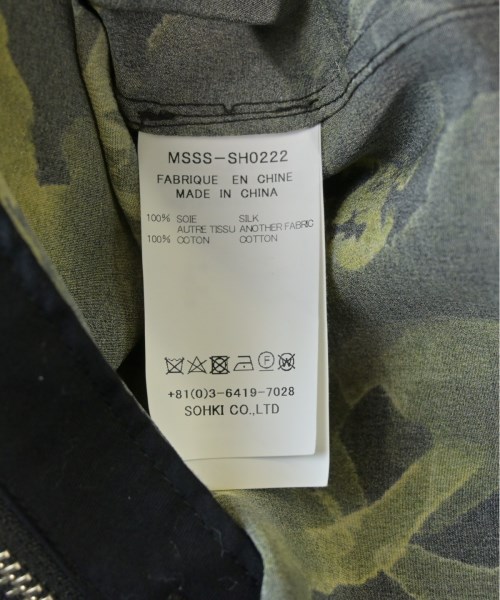 MSSS-SH0222
FABRIQUE EN CHINE
MADE IN CHINA
100% SOIE SILK
AUTRE TISSU ANOTHER FABRIC
100% COTON COTTON
+81(0)3-6419-7028
SOHKI CO.,LTD